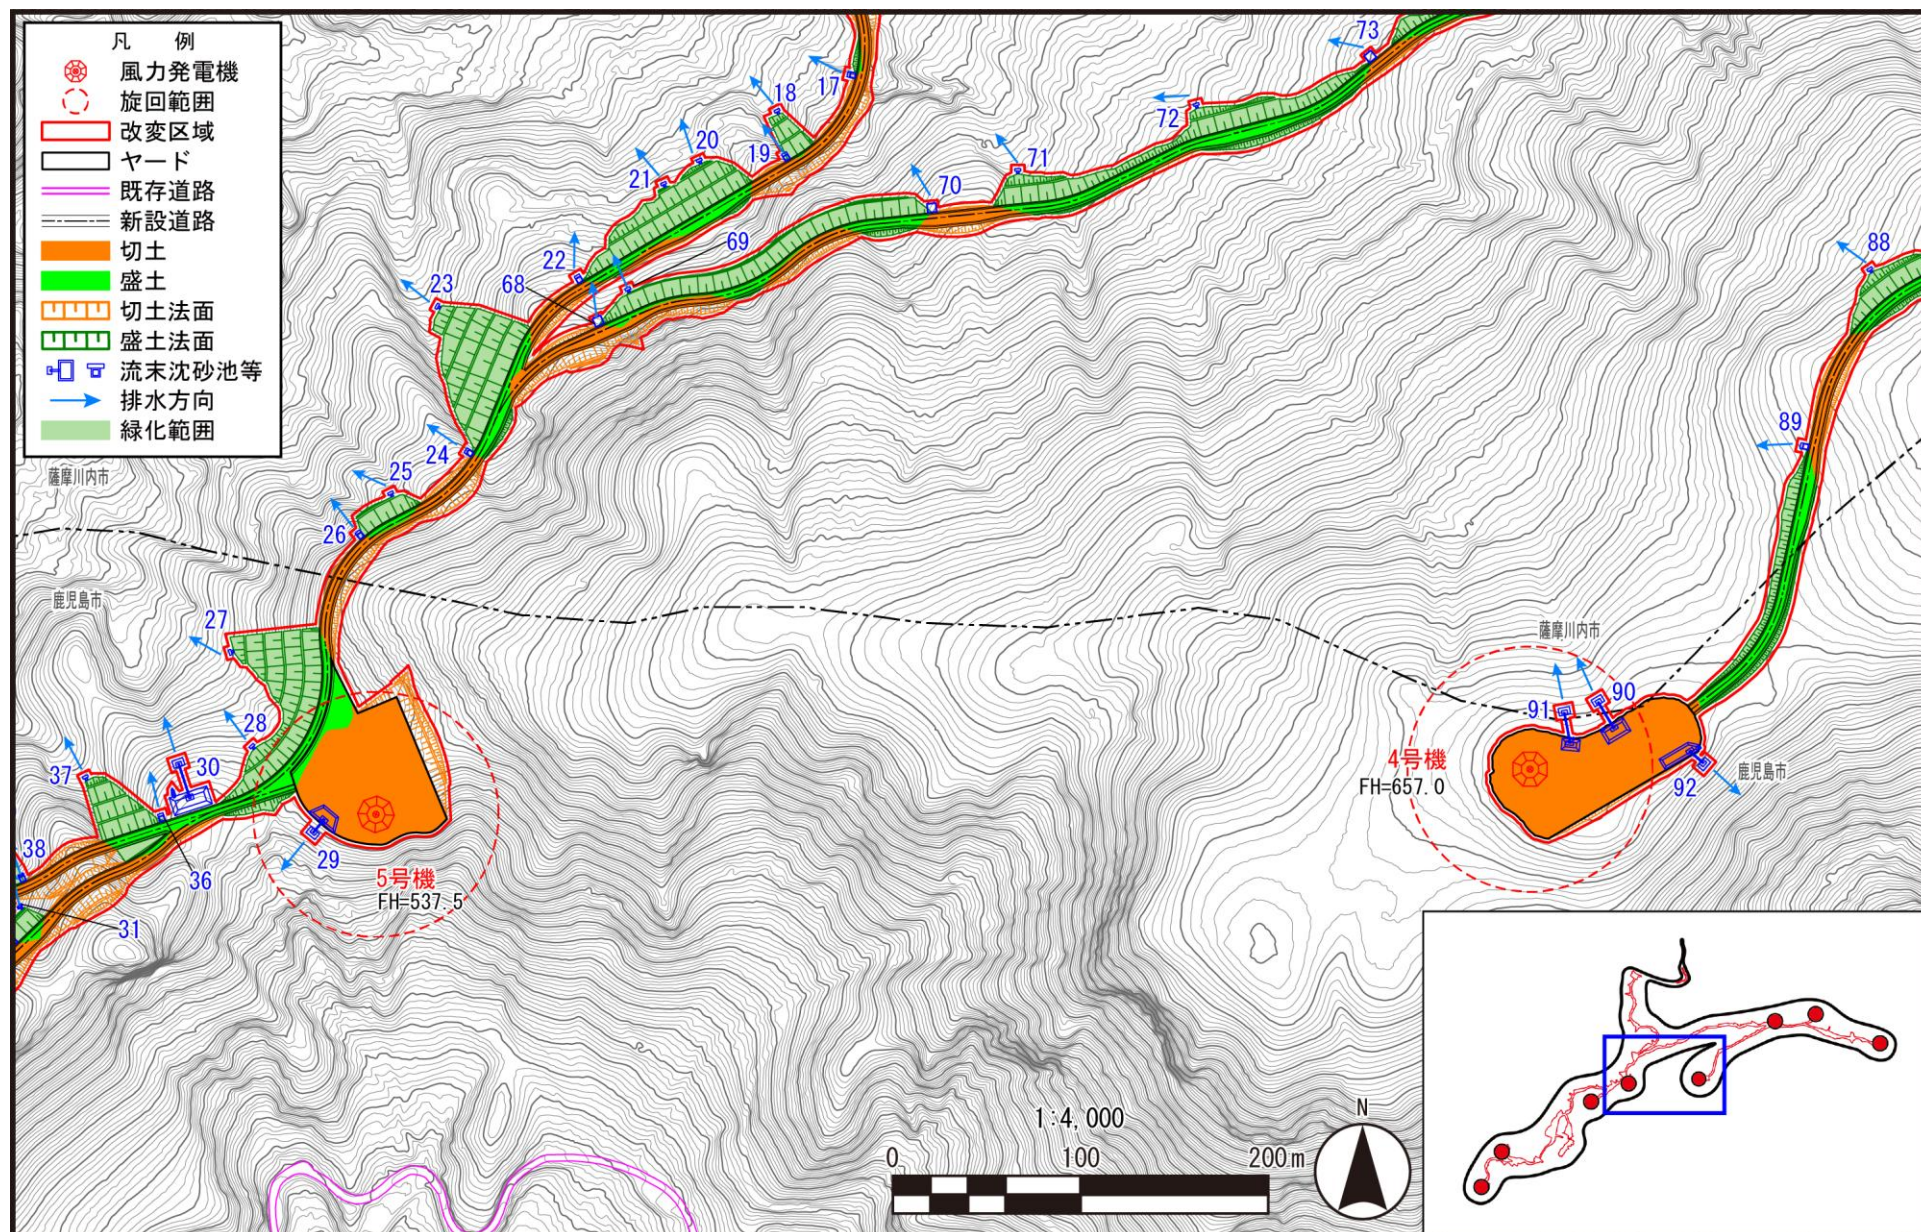 凡 例
風力発電機
旋回範囲
改変区域
ヤード
既存道路
新設道路
切土
盛土
切土法面
盛土法面
流末沈砂池等
排水方向
緑化範囲
73
17
18
72
20
19
71
21
70
69
22
88
23
68
89
24
薩摩川内市
25
26
鹿児島市
27
薩摩川内市
90
91
28
30
37
4号機
FH=657.0
鹿児島市
92
29
38
36
5号機
FH=537.5
31
1:4,000
N
0
100
200m